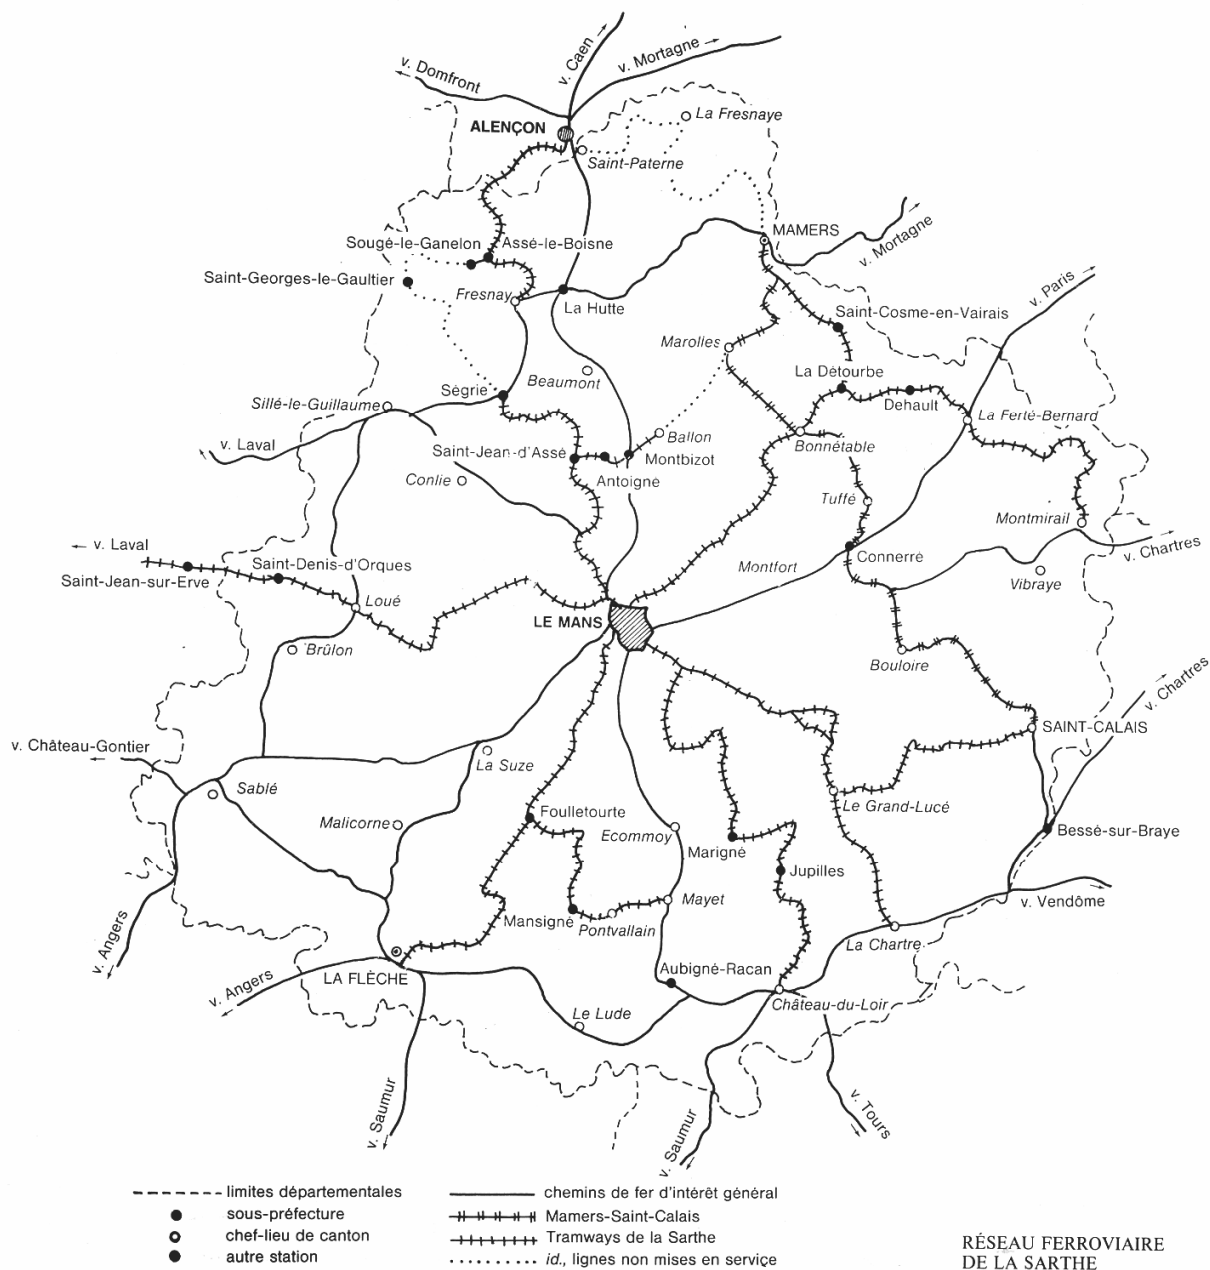 v. Caen
v. Mortagne
v. Domfront
ALENÇON
La Fresnaye
Saint-Paterne
MAMERS
v. Mortagne
Sougé-le-Ganelon
Assé-le-Boisne
Saint-Georges-le-Gaultier
Fresnay
La Hutte
v. Paris
Saint-Cosme-en-Vairais
Marolles
Beaumont
La Détourbe
Ségrie
Dehault
Sillé-le-Guillaume
La Ferté-Bernard
Ballon
Bonnétable
v. Laval
Saint-Jean-d'Assé
Montbizot
Antoigné
Conlie
Tuffé
Montmirail
v. Laval
Saint-Denis-d'Orques
Connerré
v. Chartres
Montfort
Saint-Jean-sur-Erve
Vibraye
Loué
LE MANS
Brûlon
Bouloire
v. Chartres
SAINT-CALAIS
v. Château-Gontier
La Suze
Sablé
Le Grand-Lucé
Foulletourte
Malicorne
Ecommoy
Marigné
Bessé-sur-Braye
Jupilles
Mansigné
Mayet
v. Vendôme
Pontvallain
v. Angers
La Chartre
LA FLÈCHE
Aubigné-Racan
v. Angers
Château-du-Loir
Le Lude
v. Saumur
v. Saumur
v. Tours
limites départementales
sous-préfecture
chef-lieu de canton
autre station
chemins de fer d'intérêt général
Mamers-Saint-Calais
Tramways de la Sarthe
id., lignes non mises en service
RÉSEAU FERROVIAIRE
DE LA SARTHE